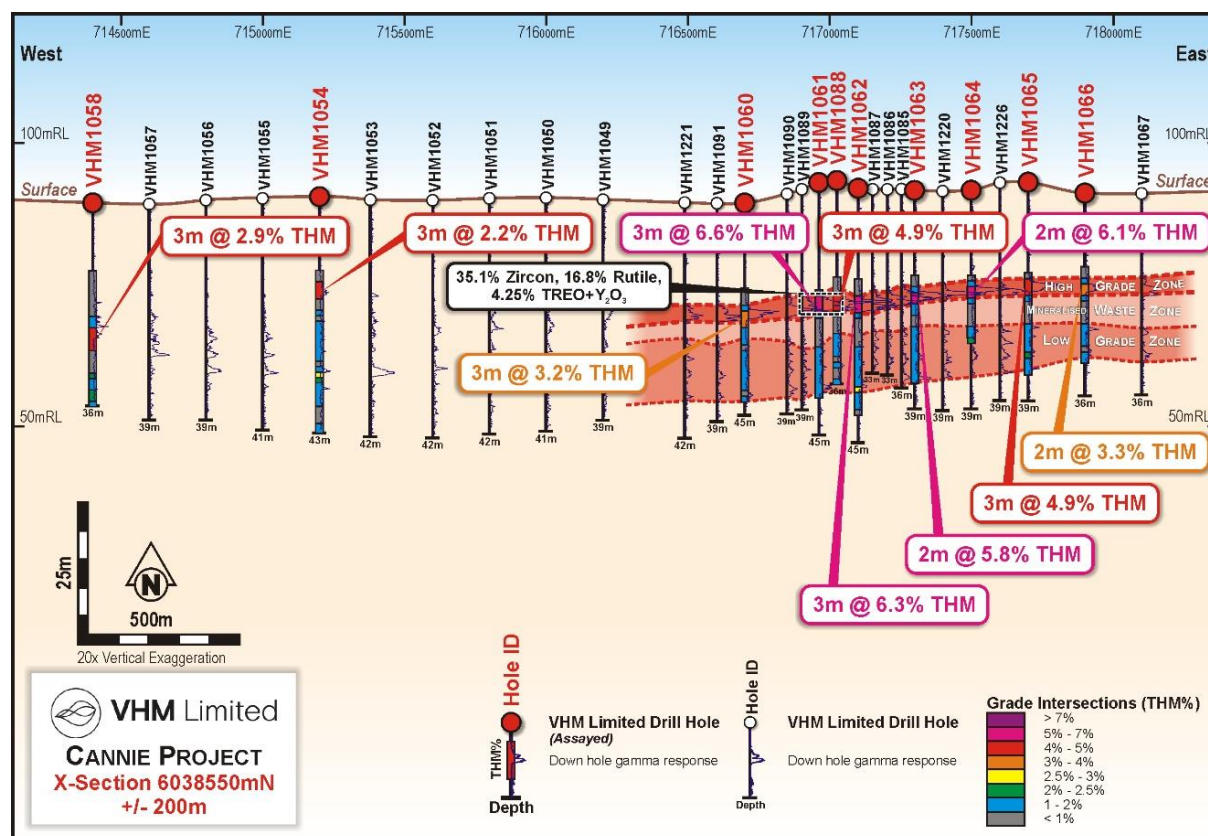 714500mE 715000mE 715500mE 716000mE 716500mE 717000mE 717500mE 718000mE
West
East
100mRL
100mRL
VHM1058
VHM1057
VHM1056
VHM1055
VHM1054
VHM1053
VHM1052
VHM1051
VHM1050
VHM1049
VHM1221
VHM1091
VHM1060
VHM1090
VHM1089
VHM1061
VHM1088
VHM1062
VHM1087
VHM1086
VHM1085
VHM1063
VHM1220
VHM1064
VHM1226
VHM1065
VHM1066
VHM1067
Surface
Surface
3m @ 2.9% THM
3m @ 2.2% THM
3m @ 6.6% THM
3m @ 4.9% THM
2m @ 6.1% THM
35.1% Zircon, 16.8% Rutile,
4.25% TREO+Y₂O₃
HIGH GRADE ZONE
MINERALISED WASTE ZONE
LOW GRADE ZONE
3m @ 3.2% THM
36m
39m
39m
41m
43m
42m
42m
42m
41m
39m
42m
39m
45m
39m
39m
45m
36m
45m
33m
33m
36m
39m
39m
39m
39m
39m
36m
36m
50mRL
50mRL
2m @ 3.3% THM
3m @ 4.9% THM
2m @ 5.8% THM
3m @ 6.3% THM
25m
N
500m
20x Vertical Exaggeration
VHM Limited
CANNIE PROJECT
X-Section 6038550mN
+/- 200m
Hole ID
THM%
Depth
VHM Limited Drill Hole
(Assayed)
Down hole gamma response
Hole ID
Depth
VHM Limited Drill Hole
Down hole gamma response
Grade Intersections (THM%)
> 7%
5% - 7%
4% - 5%
3% - 4%
2.5% - 3%
2% - 2.5%
1 - 2%
< 1%